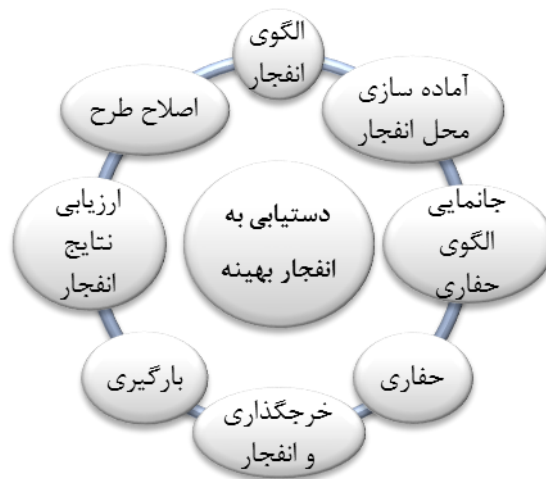 الگوی
انفجار
آماده سازی
محل انفجار
جانمایی
الگوی
حفاری
حفاری
خرجگذاری
و انفجار
بارگیری
ارزیابی
نتایج
انفجار
اصلاح طرح
دستیابی به
انفجار بهینه